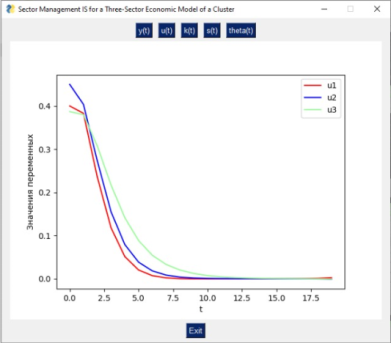 Sector Management IS for a Three-Sector Economic Model of a Cluster
y(t) u(t) k(t) s(t) theta(t)
u1
u2
u3
0.4
0.3
0.2
0.1
0.0
Значения переменных
0.0 2.5 5.0 7.5 10.0 12.5 15.0 17.5
t
Exit